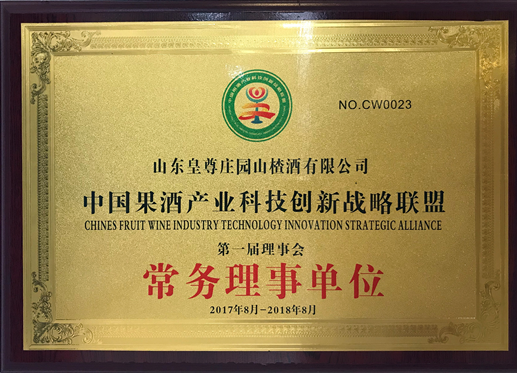 NO.CW0023
山东皇尊庄园山楂酒有限公司
中国果酒产业科技创新战略联盟
CHINES FRUIT WINE INDUSTRY TECHNOLOGY INNOVATION STRATEGIC ALLIANCE
第一届理事会
常务理事单位
2017年8月-2018年8月